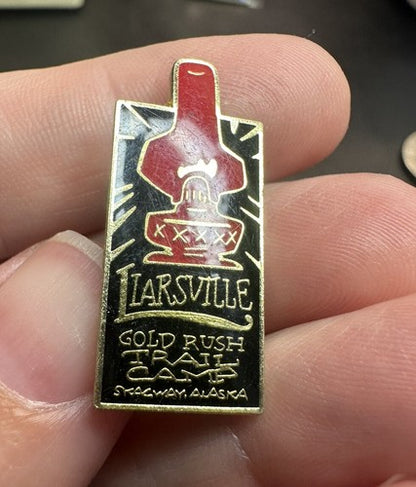 XXXXX
LIARSVILLE
GOLD RUSH
TRAIL
CAMP
SKAGWAY, ALASKA